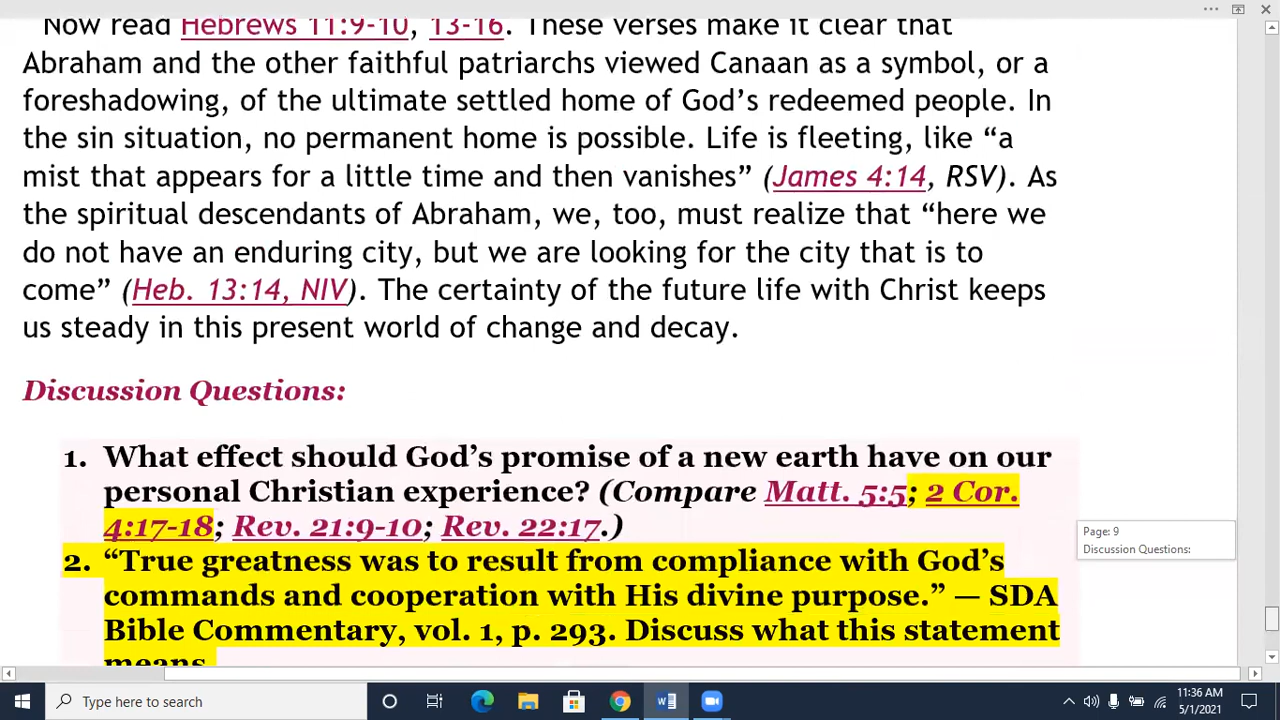 Now read Hebrews 11:9-10, 13-16. These verses make it clear that
Abraham and the other faithful patriarchs viewed Canaan as a symbol, or a
foreshadowing, of the ultimate settled home of God’s redeemed people. In
the sin situation, no permanent home is possible. Life is fleeting, like “a
mist that appears for a little time and then vanishes” (James 4:14, RSV). As
the spiritual descendants of Abraham, we, too, must realize that “here we
do not have an enduring city, but we are looking for the city that is to
come” (Heb. 13:14, NIV). The certainty of the future life with Christ keeps
us steady in this present world of change and decay.
Discussion Questions:
1. What effect should God’s promise of a new earth have on our
personal Christian experience? (Compare Matt. 5:5; 2 Cor.
4:17-18; Rev. 21:9-10; Rev. 22:17.)
2. “True greatness was to result from compliance with God’s
commands and cooperation with His divine purpose.” — SDA
Bible Commentary, vol. 1, p. 293. Discuss what this statement
means.
Page: 9
Discussion Questions:
Type here to search
11:36 AM
5/1/2021